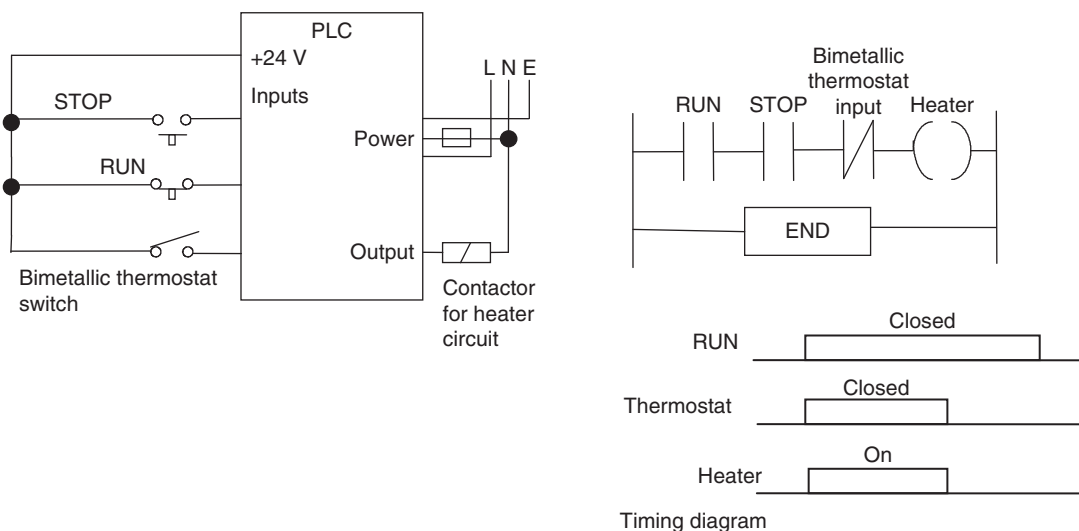 PLC
+24 V
Inputs
STOP
RUN
Power
L N E
Output
Bimetallic thermostat
switch
Contactor
for heater
circuit
Bimetallic
thermostat
input
RUN
STOP
Heater
END
Closed
RUN
Closed
Thermostat
On
Heater
Timing diagram